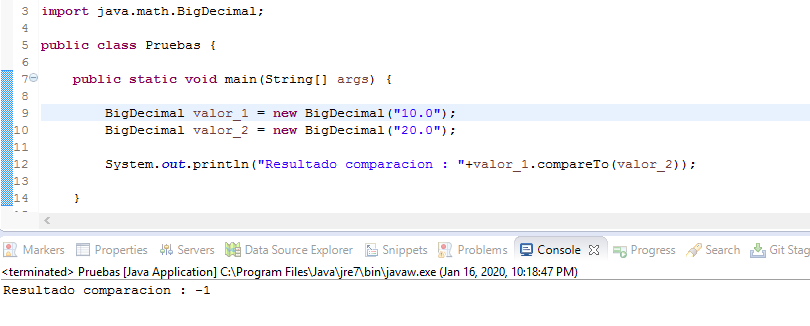 3 import java.math.BigDecimal;
4
5 public class Pruebas {
6
7 public static void main(String[] args) {
8
9 BigDecimal valor_1 = new BigDecimal("10.0");
10 BigDecimal valor_2 = new BigDecimal("20.0");
11
12 System.out.println("Resultado comparacion : "+valor_1.compareTo(valor_2));
13
14 }
Markers Properties Servers Data Source Explorer Snippets Problems Console Progress Search Git Stag
<terminated> Pruebas [Java Application] C:\Program Files\Java\jre7\bin\javaw.exe (Jan 16, 2020, 10:18:47 PM)
Resultado comparacion : -1